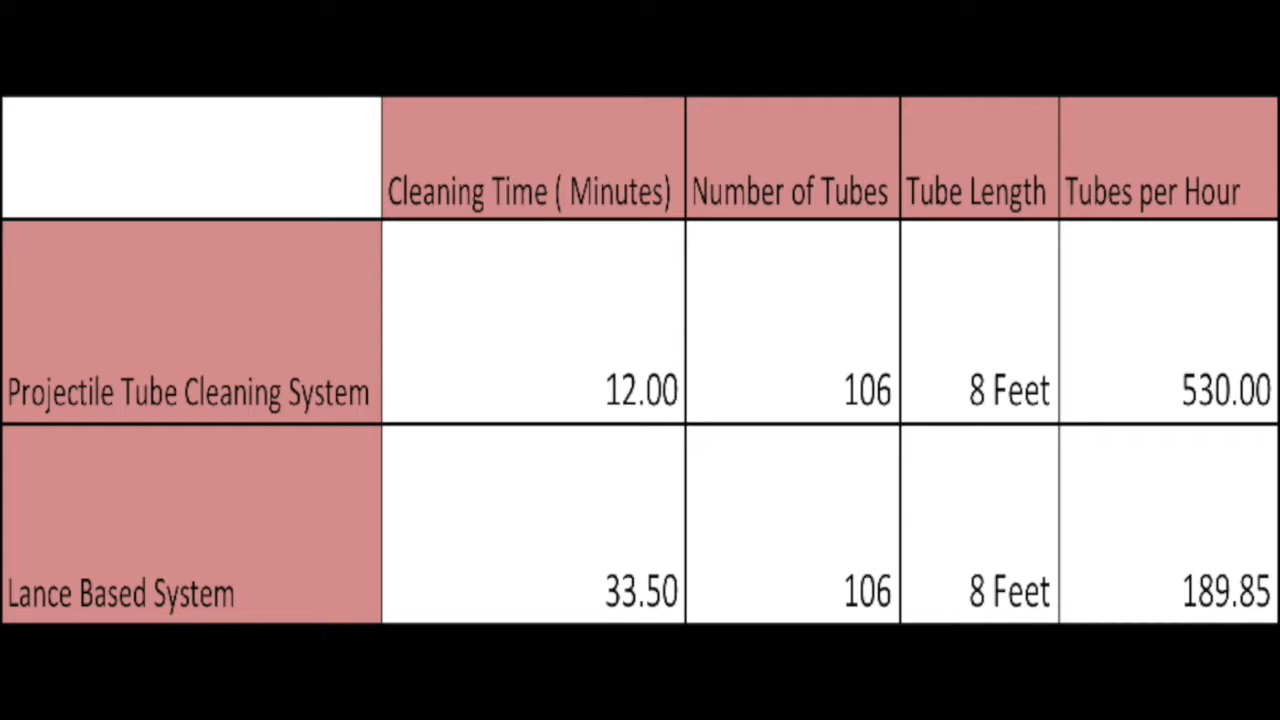 Cleaning Time ( Minutes) Number of Tubes Tube Length Tubes per Hour
Projectile Tube Cleaning System 12.00 106 8 Feet 530.00
Lance Based System 33.50 106 8 Feet 189.85